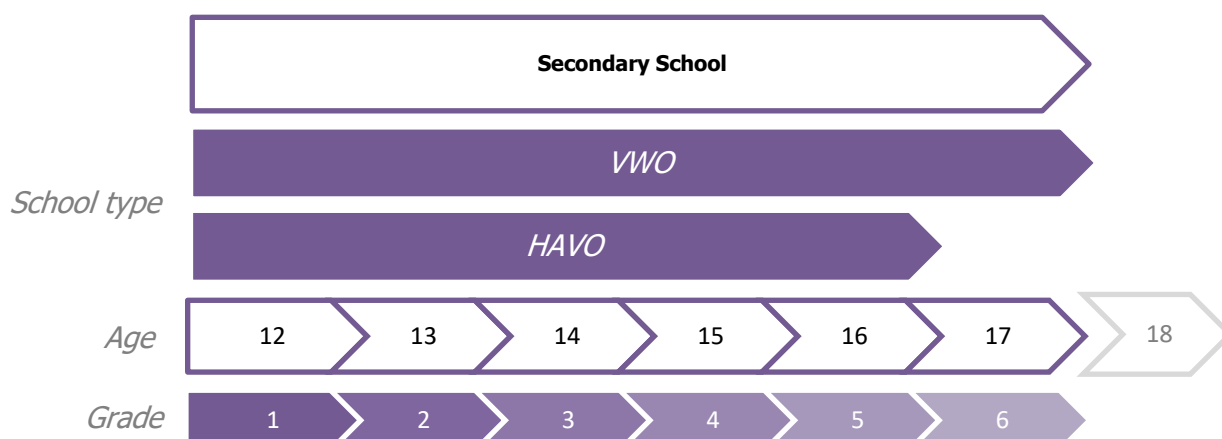 Secondary School
School type
VWO
HAVO
Age 12 13 14 15 16 17 18
Grade 1 2 3 4 5 6